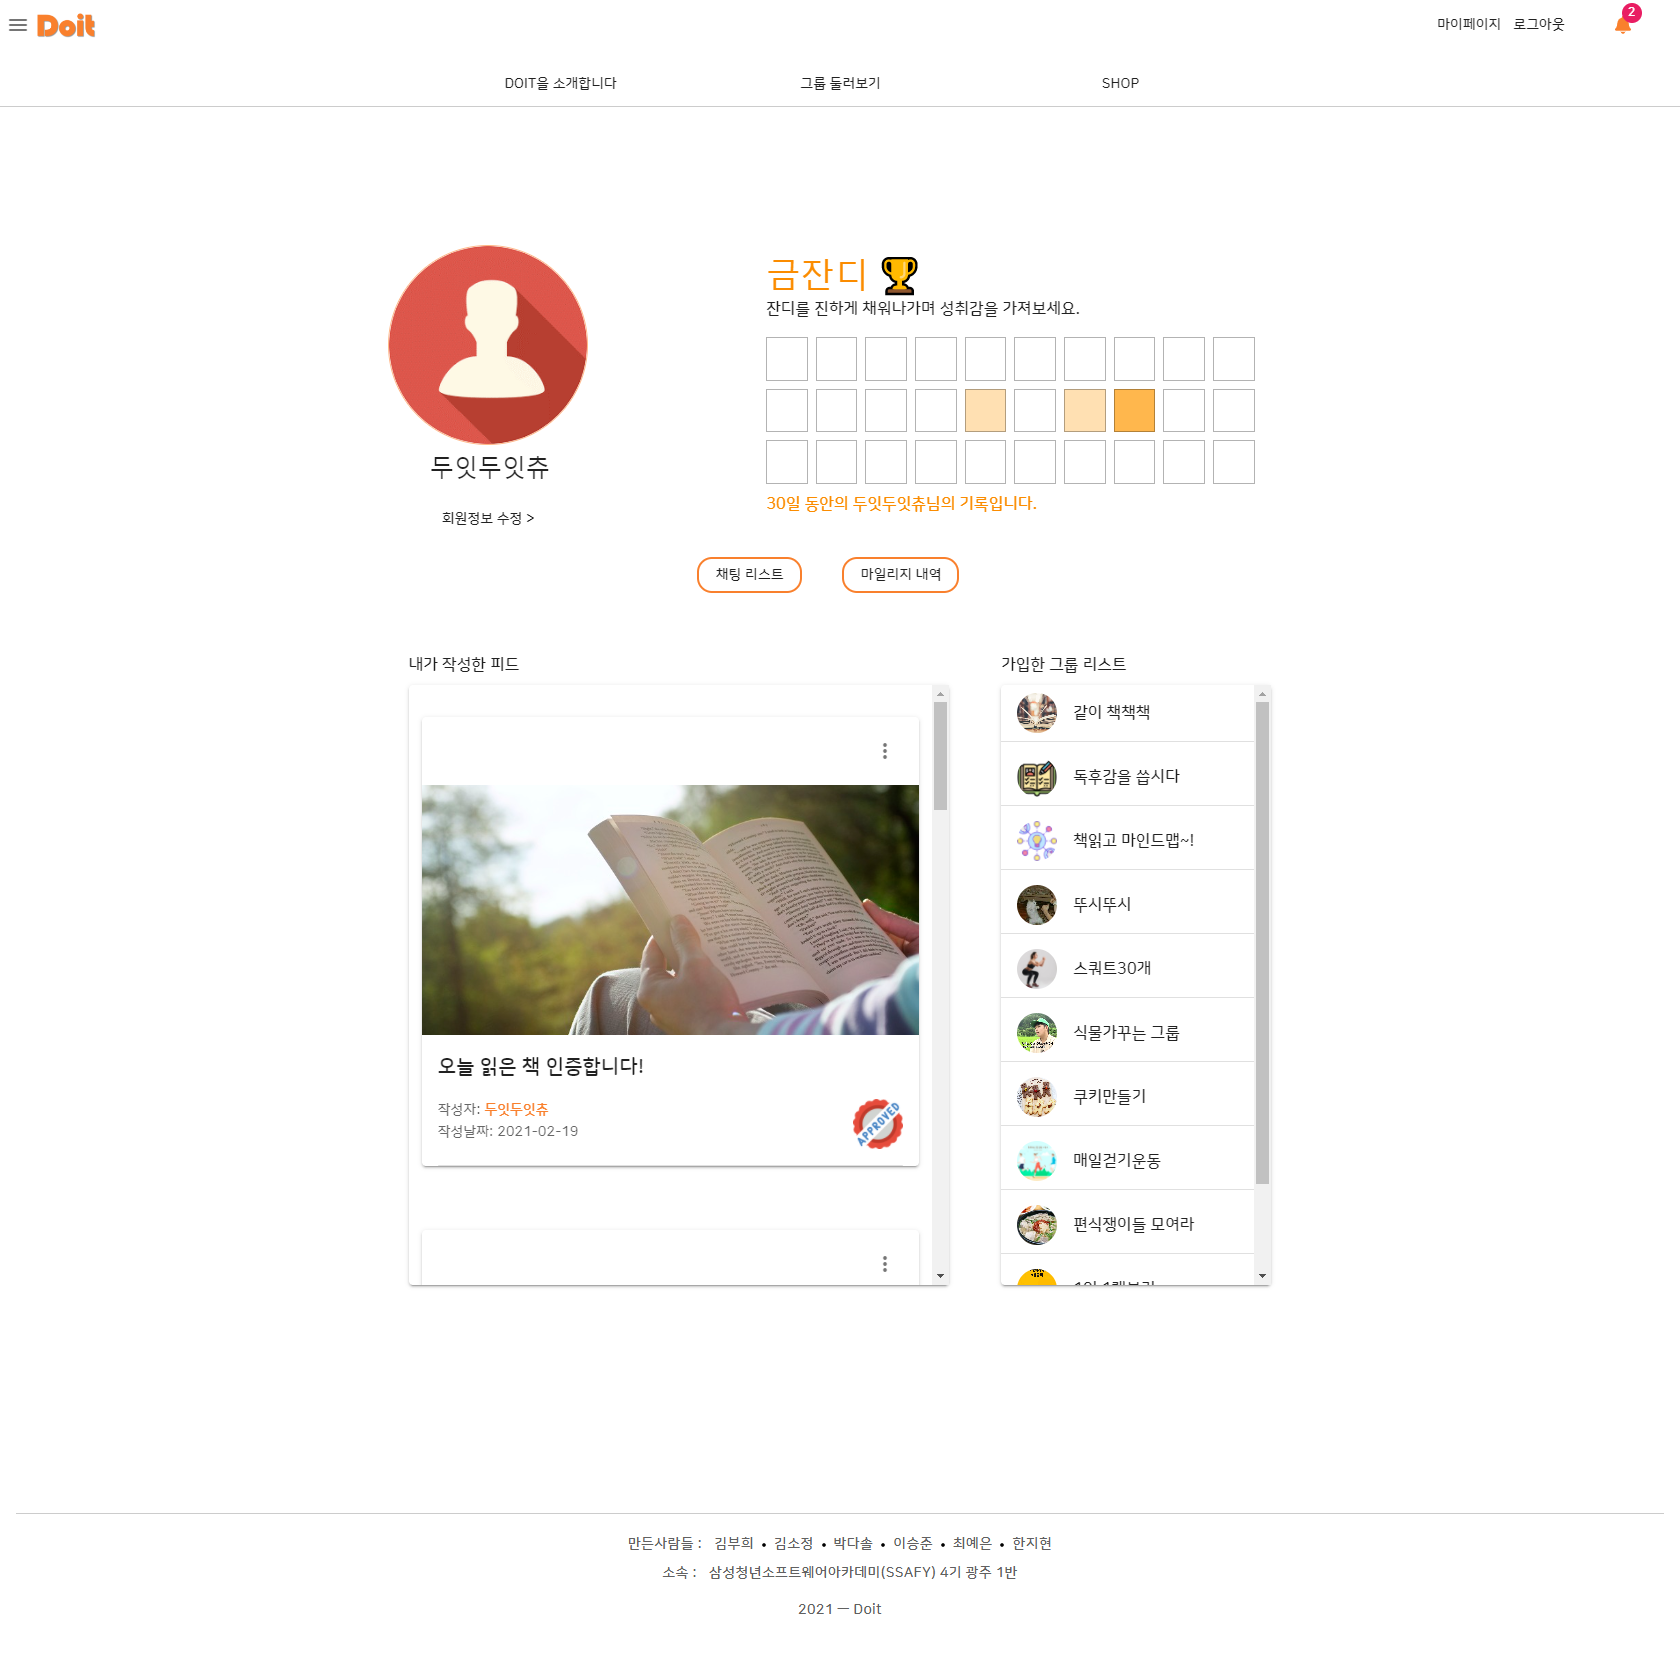 Doit
마이페이지 로그아웃
2
DOIT을 소개합니다 그룹 둘러보기 SHOP
금잔디
잔디를 진하게 채워나가며 성취감을 가져보세요.
30일 동안의 두잇두잇츄님의 기록입니다.
두잇두잇츄
회원정보 수정 >
채팅 리스트 마일리지 내역
내가 작성한 피드
오늘 읽은 책 인증합니다!
작성자: 두잇두잇츄
작성날짜: 2021-02-19
APPROVED
가입한 그룹 리스트
같이 책책책
독후감을 씁시다
책읽고 마인드맵~!
뚜시뚜시
스쿼트30개
식물가꾸는 그룹
쿠키만들기
매일걷기운동
편식쟁이들 모여라
만든사람들 : 김부희 • 김소정 • 박다솔 • 이승준 • 최예은 • 한지현
소속 : 삼성청년소프트웨어아카데미(SSAFY) 4기 광주 1반
2021 — Doit